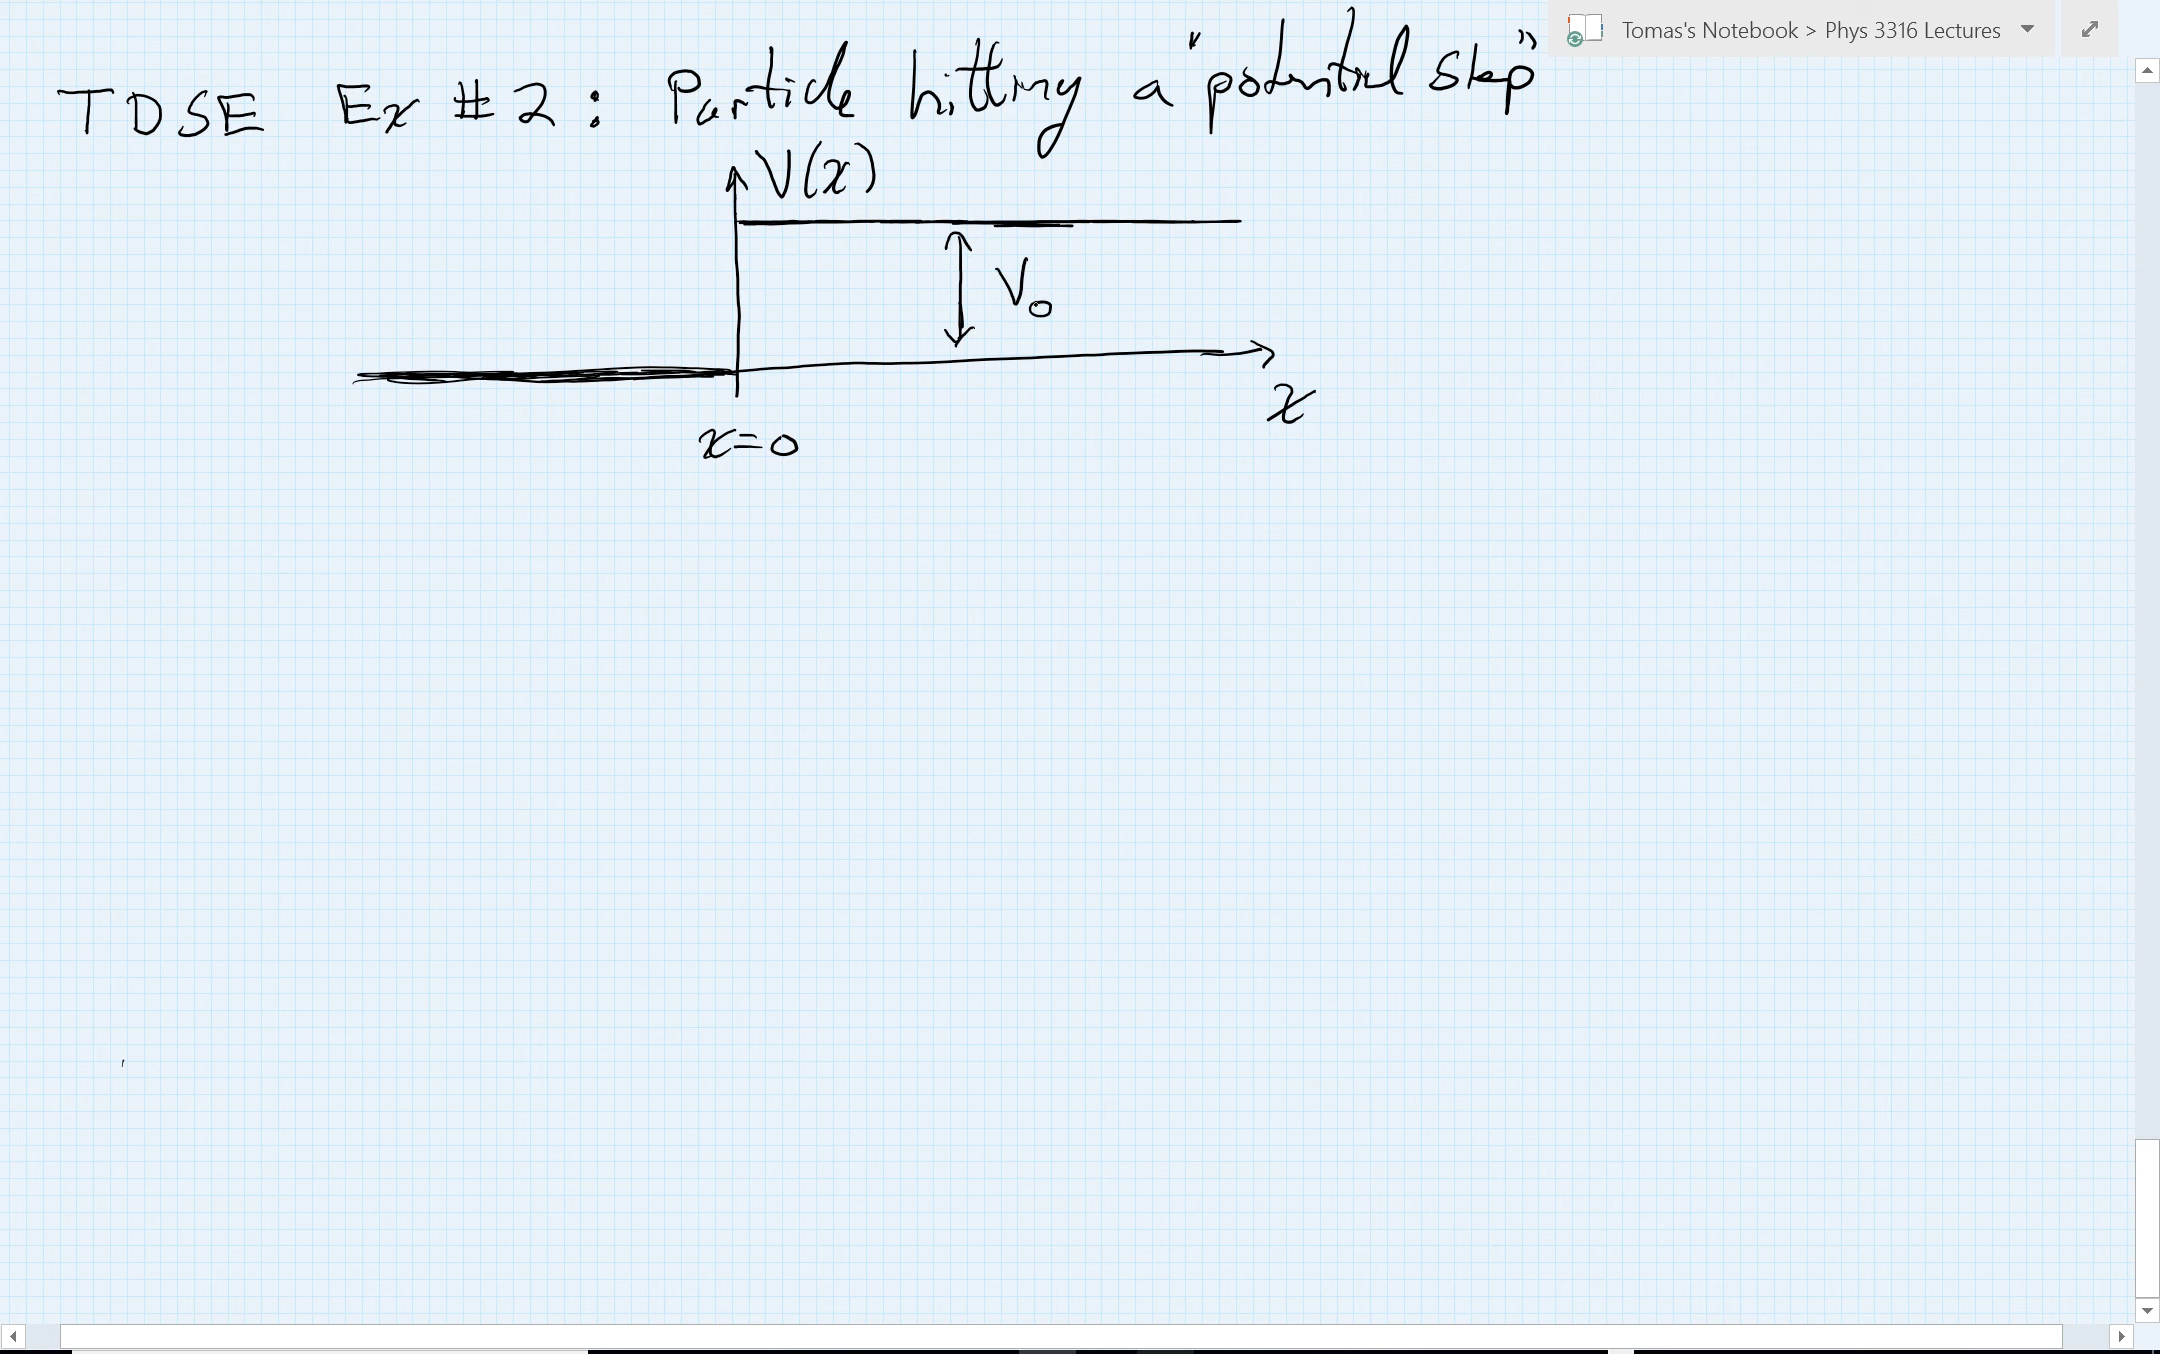 Tomas's Notebook > Phys 3316 Lectures
TDSE Ex #2: Particle hitting a "potential step"
V(x)
V₀
x
x=0